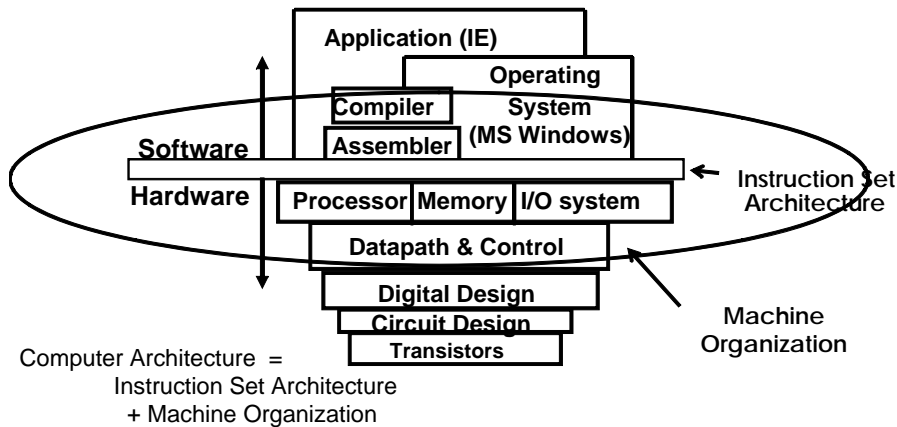 Application (IE)
Operating
System
(MS Windows)
Compiler
Assembler
Software
Hardware
Instruction Set
Architecture
Processor
Memory
I/O system
Datapath & Control
Digital Design
Circuit Design
Transistors
Machine
Organization
Computer Architecture =
Instruction Set Architecture
+ Machine Organization